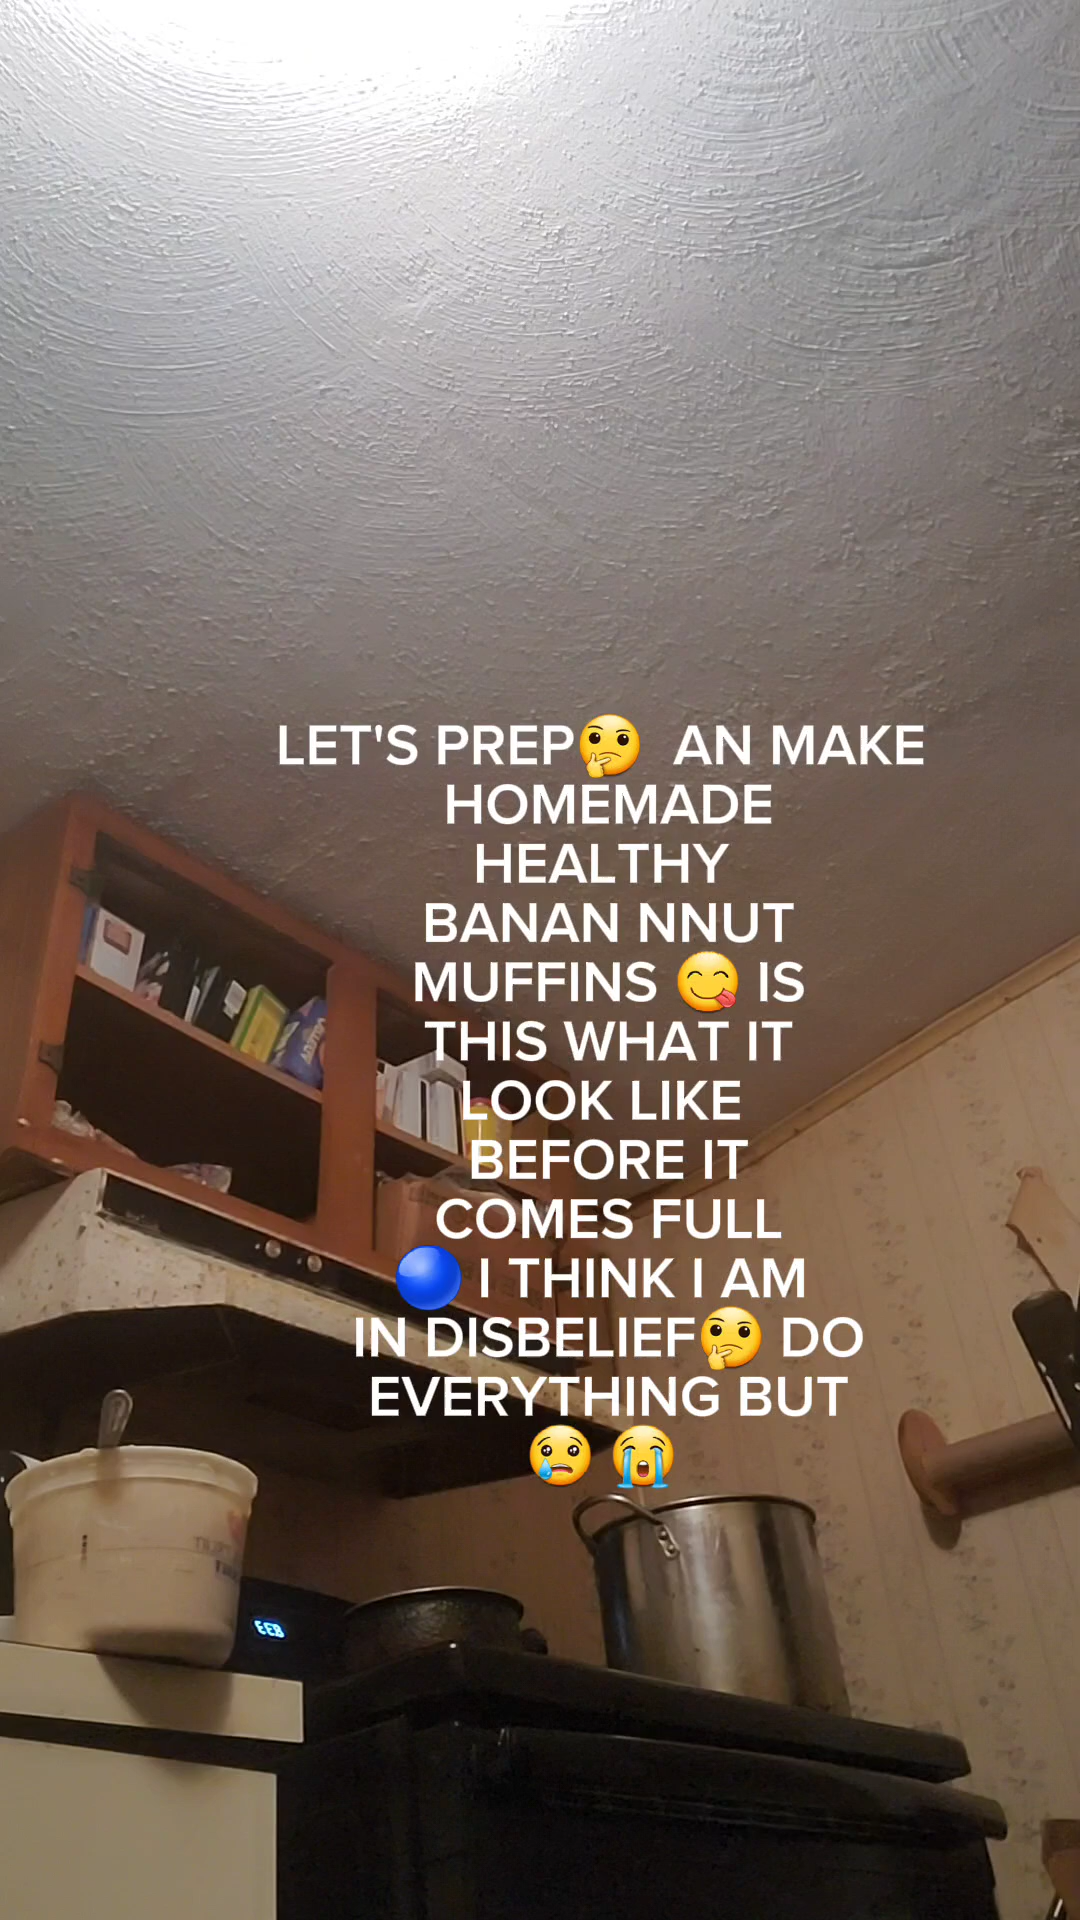 LET'S PREP🤔 AN MAKE
HOMEMADE
HEALTHY
BANAN NNUT
MUFFINS 😋 IS
THIS WHAT IT
LOOK LIKE
BEFORE IT
COMES FULL
🔵 I THINK I AM
IN DISBELIEF🤔 DO
EVERYTHING BUT
😢 😭